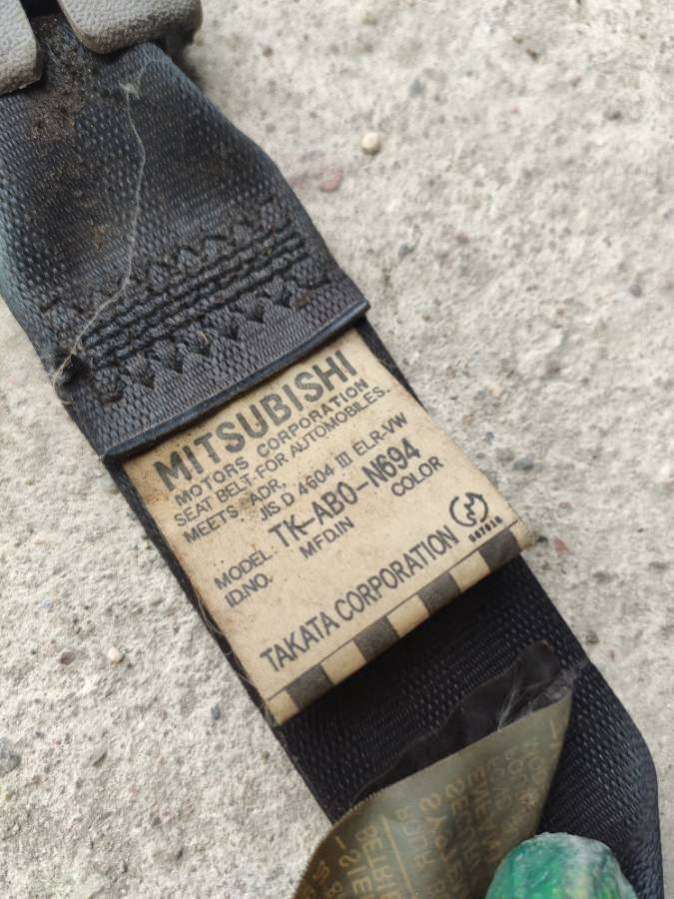 MITSUBISHI
MOTORS CORPORATION
SEAT BELT-FOR AUTOMOBILES.
MEETS ADR,
JIS D 4604 III ELR-VW
MODEL TK-AB0-N694
ID.NO. MFD.IN COLOR
TAKATA CORPORATION